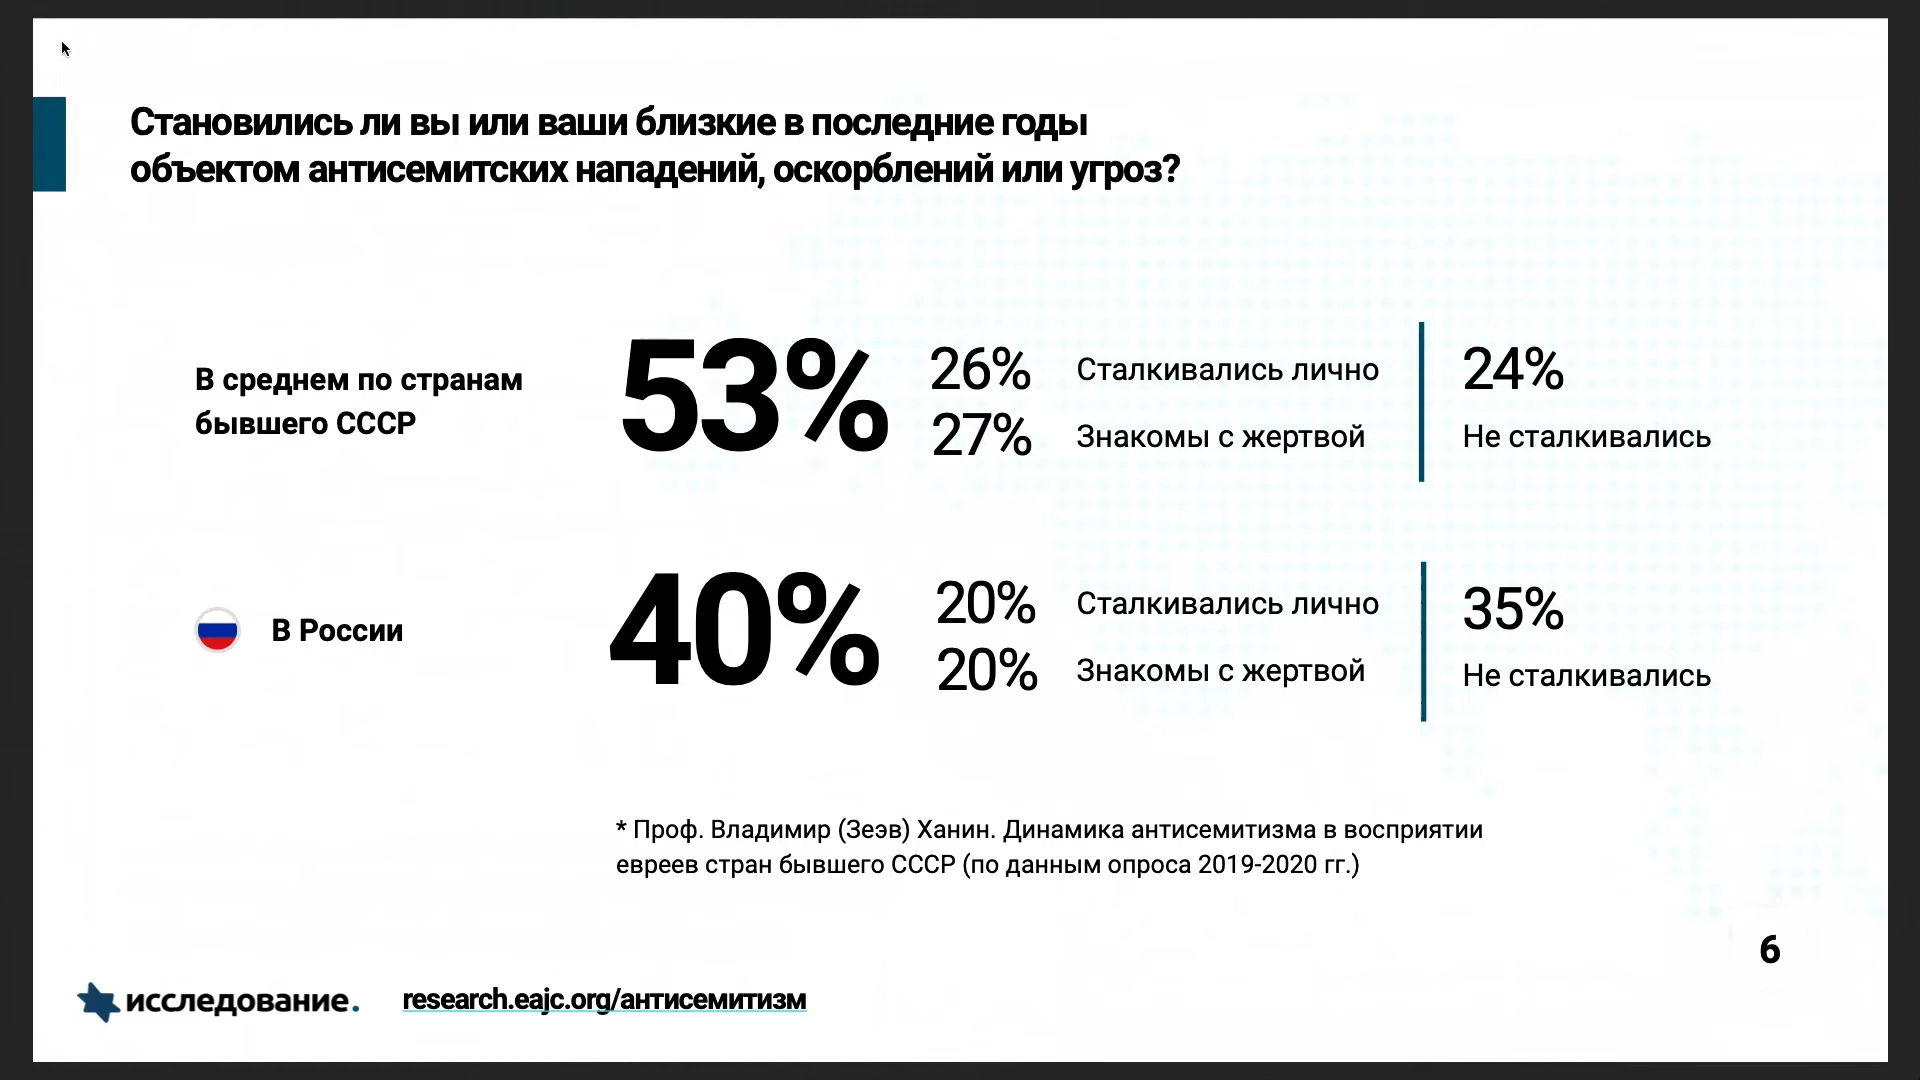 Становились ли вы или ваши близкие в последние годы
объектом антисемитских нападений, оскорблений или угроз?
В среднем по странам
бывшего СССР
53%
26% Сталкивались лично
27% Знакомы с жертвой
24%
Не сталкивались
В России
40%
20% Сталкивались лично
20% Знакомы с жертвой
35%
Не сталкивались
* Проф. Владимир (Зеэв) Ханин. Динамика антисемитизма в восприятии
евреев стран бывшего СССР (по данным опроса 2019-2020 гг.)
6
исследование.
research.eajc.org/антисемитизм